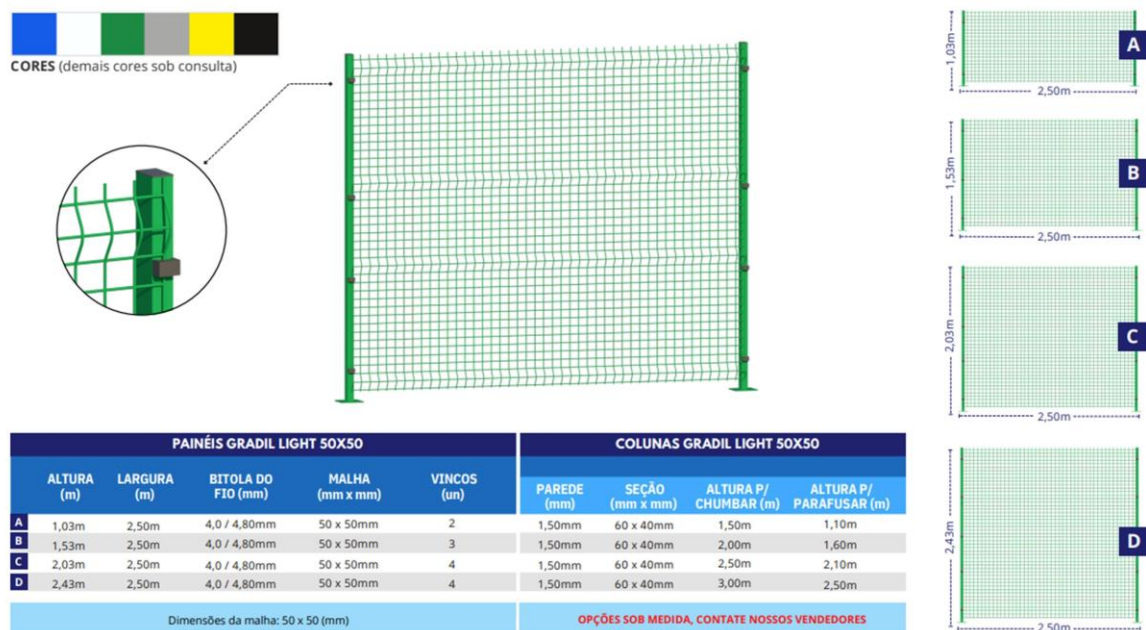 CORES (demais cores sob consulta)
1,03m
A
2,50m
1,53m
B
2,50m
2,03m
C
2,50m
2,43m
D
2,50m
PAINÉIS GRADIL LIGHT 50X50
COLUNAS GRADIL LIGHT 50X50
ALTURA (m) LARGURA (m) BITOLA DO FIO (mm) MALHA (mm x mm) VINCOS (un) PAREDE (mm) SEÇÃO (mm x mm) ALTURA P/ CHUMBAR (m) ALTURA P/ PARAFUSAR (m)
A 1,03m 2,50m 4,0 / 4,80mm 50 x 50mm 2 1,50mm 60 x 40mm 1,50m 1,10m
B 1,53m 2,50m 4,0 / 4,80mm 50 x 50mm 3 1,50mm 60 x 40mm 2,00m 1,60m
C 2,03m 2,50m 4,0 / 4,80mm 50 x 50mm 4 1,50mm 60 x 40mm 2,50m 2,10m
D 2,43m 2,50m 4,0 / 4,80mm 50 x 50mm 4 1,50mm 60 x 40mm 3,00m 2,50m
Dimensões da malha: 50 x 50 (mm)
OPÇÕES SOB MEDIDA, CONTATE NOSSOS VENDEDORES